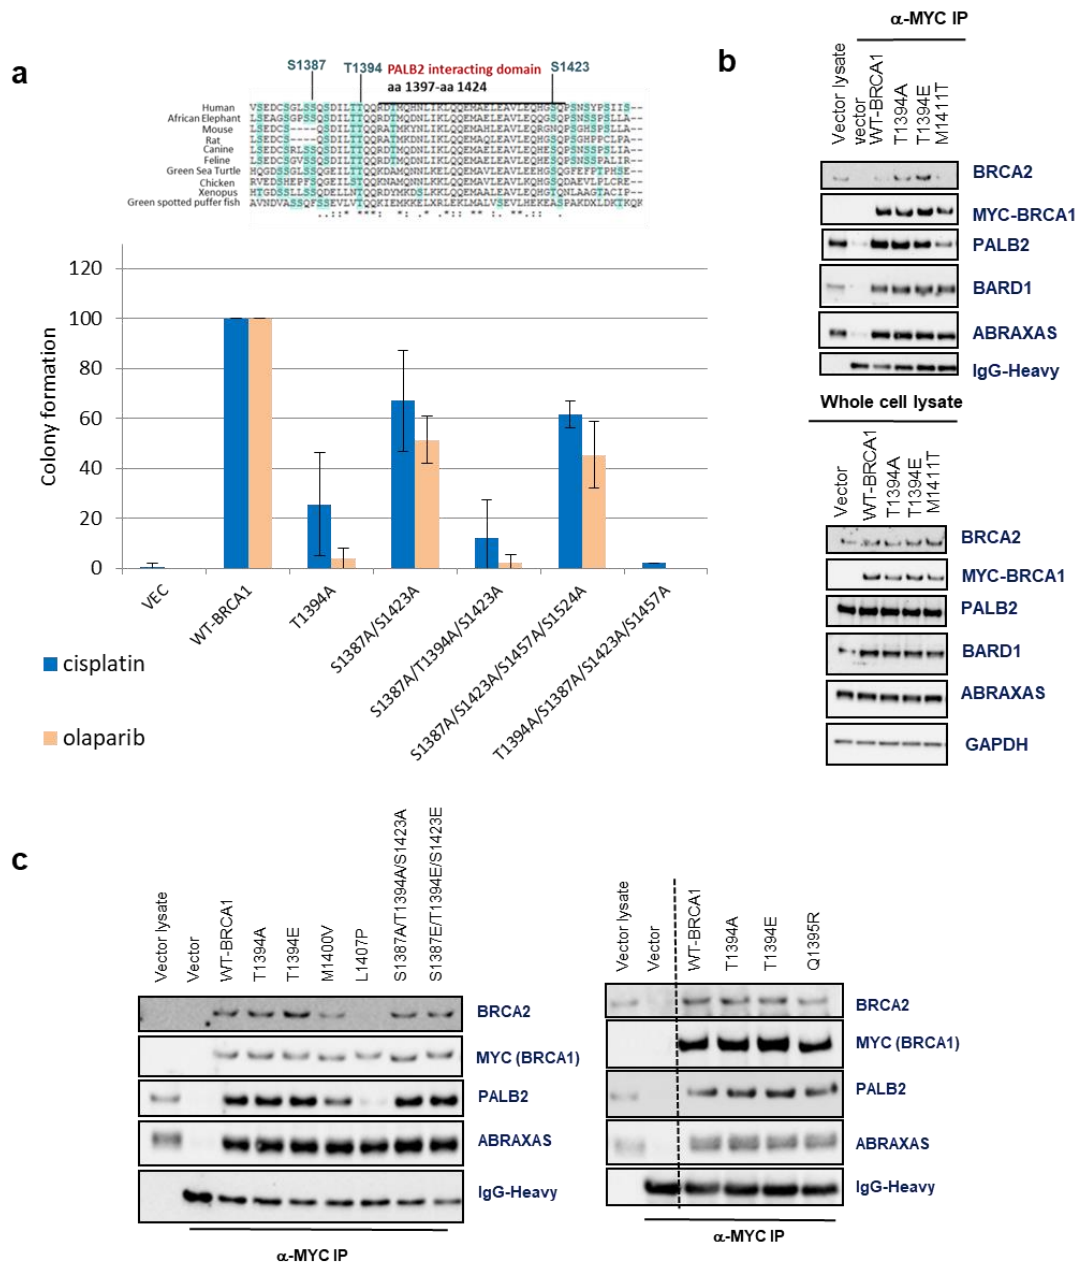 a
S1387
T1394
PALB2 interacting domain
aa 1397-aa 1424
S1423
Human
African Elephant
Mouse
Rat
Canine
Feline
Green Sea Turtle
Chicken
Xenopus
Green spotted puffer fish
Colony formation
120
100
80
60
40
20
0
VEC
WT-BRCA1
T1394A
S1387A/S1423A
S1387A/T1394A/S1423A
S1387A/S1423A/S1457A/S1524A
T1394A/S1387A/S1423A/S1457A
cisplatin
olaparib
b
α-MYC IP
Vector lysate
vector
WT-BRCA1
T1394A
T1394E
M1411T
BRCA2
MYC-BRCA1
PALB2
BARD1
ABRAXAS
IgG-Heavy
Whole cell lysate
Vector
WT-BRCA1
T1394A
T1394E
M1411T
BRCA2
MYC-BRCA1
PALB2
BARD1
ABRAXAS
GAPDH
c
Vector lysate
Vector
WT-BRCA1
T1394A
T1394E
M1400V
L1407P
S1387A/T1394A/S1423A
S1387E/T1394E/S1423E
BRCA2
MYC (BRCA1)
PALB2
ABRAXAS
IgG-Heavy
α-MYC IP
Vector lysate
Vector
WT-BRCA1
T1394A
T1394E
Q1395R
BRCA2
MYC (BRCA1)
PALB2
ABRAXAS
IgG-Heavy
α-MYC IP